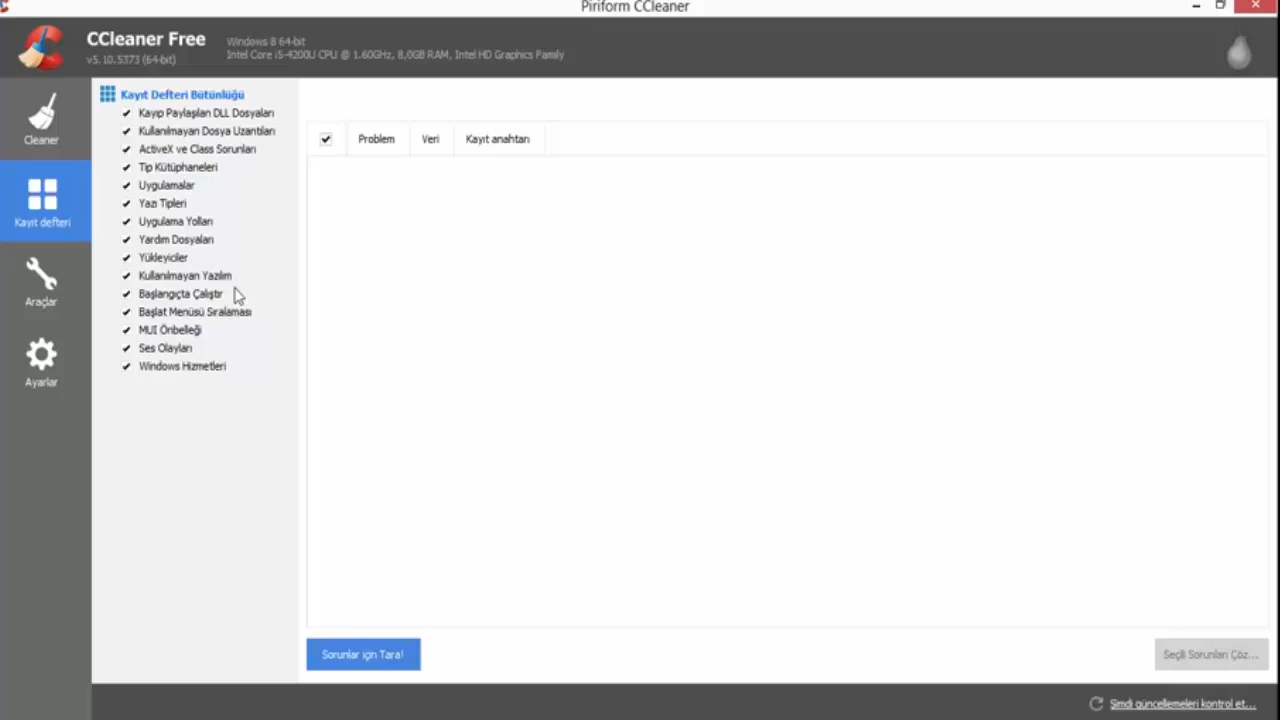 Piriform CCleaner
CCleaner Free
v5.10.5373 (64-bit)
Windows 8 64-bit
Intel Core i5-4200U CPU @ 1.60GHz, 8,0GB RAM, Intel HD Graphics Family
Cleaner
Kayıt defteri
Araçlar
Ayarlar
Kayıt Defteri Bütünlüğü
Kayıp Paylaşılan DLL Dosyaları
Kullanılmayan Dosya Uzantıları
ActiveX ve Class Sorunları
Tip Kütüphaneleri
Uygulamalar
Yazı Tipleri
Uygulama Yolları
Yardım Dosyaları
Yükleyiciler
Kullanılmayan Yazılım
Başlangıçta Çalıştır
Başlat Menüsü Sıralaması
MUI Önbelleği
Ses Olayları
Windows Hizmetleri
Problem
Veri
Kayıt anahtarı
Sorunlar için Tara!
Seçili Sorunları Çöz...
Şimdi güncellemeleri kontrol et...